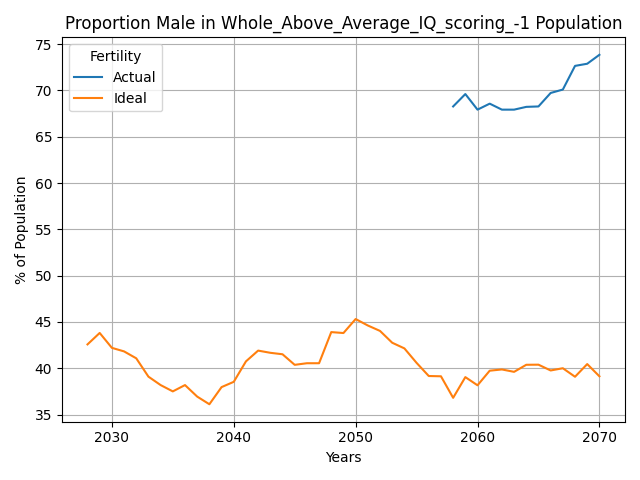 Proportion Male in Whole_Above_Average_IQ_scoring_-1 Population
Fertility
Actual
Ideal
% of Population
75
70
65
60
55
50
45
40
35
2030
2040
2050
2060
2070
Years